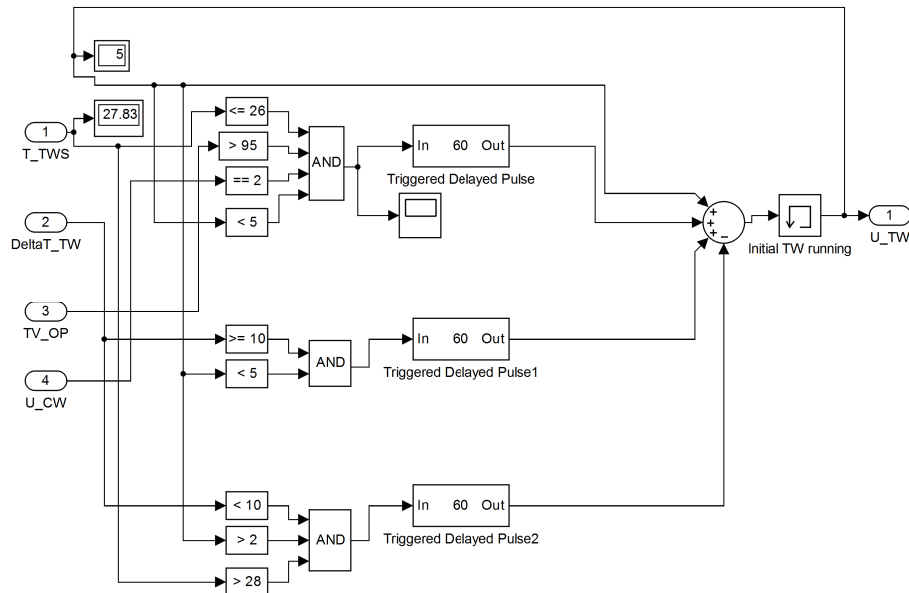 5
27.83
1
T_TWS
<= 26
> 95
== 2
< 5
AND
In 60 Out
Triggered Delayed Pulse
2
DeltaT_TW
+
+
+
−
Initial TW running
1
U_TW
3
TV_OP
4
U_CW
>= 10
< 5
AND
In 60 Out
Triggered Delayed Pulse1
< 10
> 2
> 28
AND
In 60 Out
Triggered Delayed Pulse2